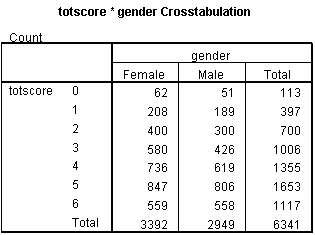 totscore * gender Crosstabulation
Count
gender
Female Male Total
totscore 0 62 51 113
1 208 189 397
2 400 300 700
3 580 426 1006
4 736 619 1355
5 847 806 1653
6 559 558 1117
Total 3392 2949 6341